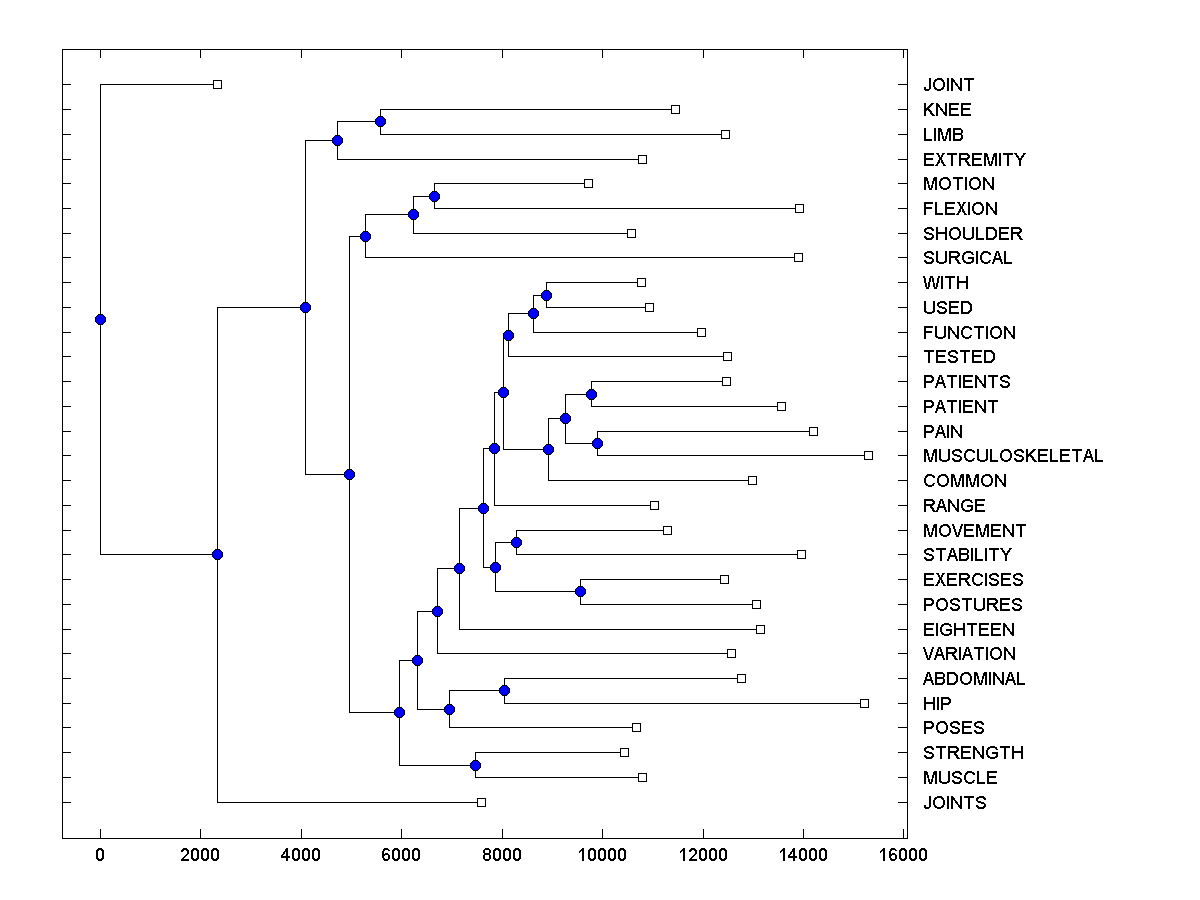 JOINT
KNEE
LIMB
EXTREMITY
MOTION
FLEXION
SHOULDER
SURGICAL
WITH
USED
FUNCTION
TESTED
PATIENTS
PATIENT
PAIN
MUSCULOSKELETAL
COMMON
RANGE
MOVEMENT
STABILITY
EXERCISES
POSTURES
EIGHTEEN
VARIATION
ABDOMINAL
HIP
POSES
STRENGTH
MUSCLE
JOINTS
0 2000 4000 6000 8000 10000 12000 14000 16000